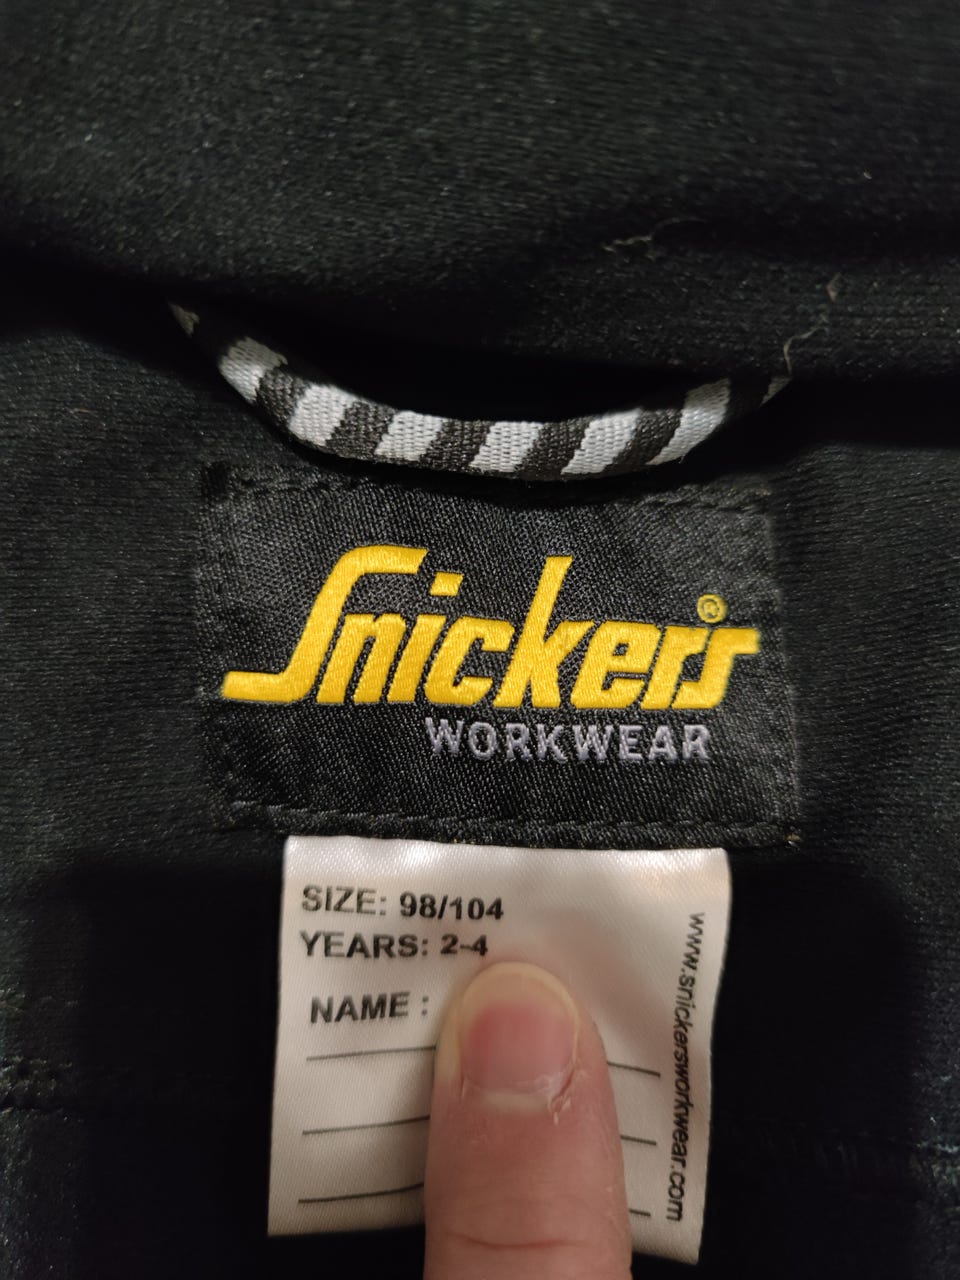 Snickers®
WORKWEAR
SIZE: 98/104
YEARS: 2-4
NAME :
www.snickersworkwear.com